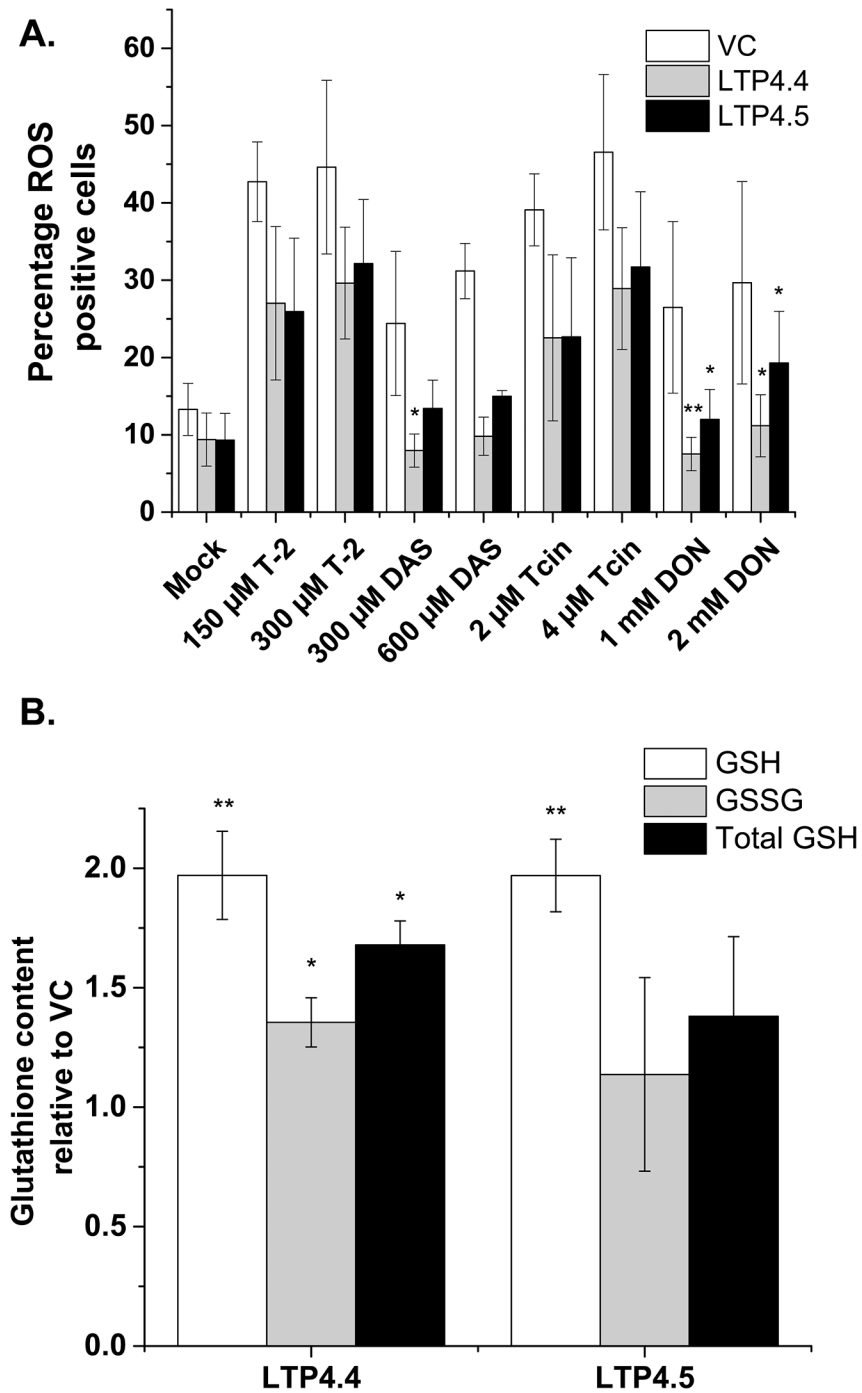 A.
VC
LTP4.4
LTP4.5
Percentage ROS
positive cells
60
50
40
30
20
10
0
*
**
*
*
*
Mock
150 µM T-2
300 µM T-2
300 µM DAS
600 µM DAS
2 µM Tcin
4 µM Tcin
1 mM DON
2 mM DON
B.
GSH
GSSG
Total GSH
Glutathione content
relative to VC
2.0
1.5
1.0
0.5
0.0
**
*
*
**
LTP4.4
LTP4.5